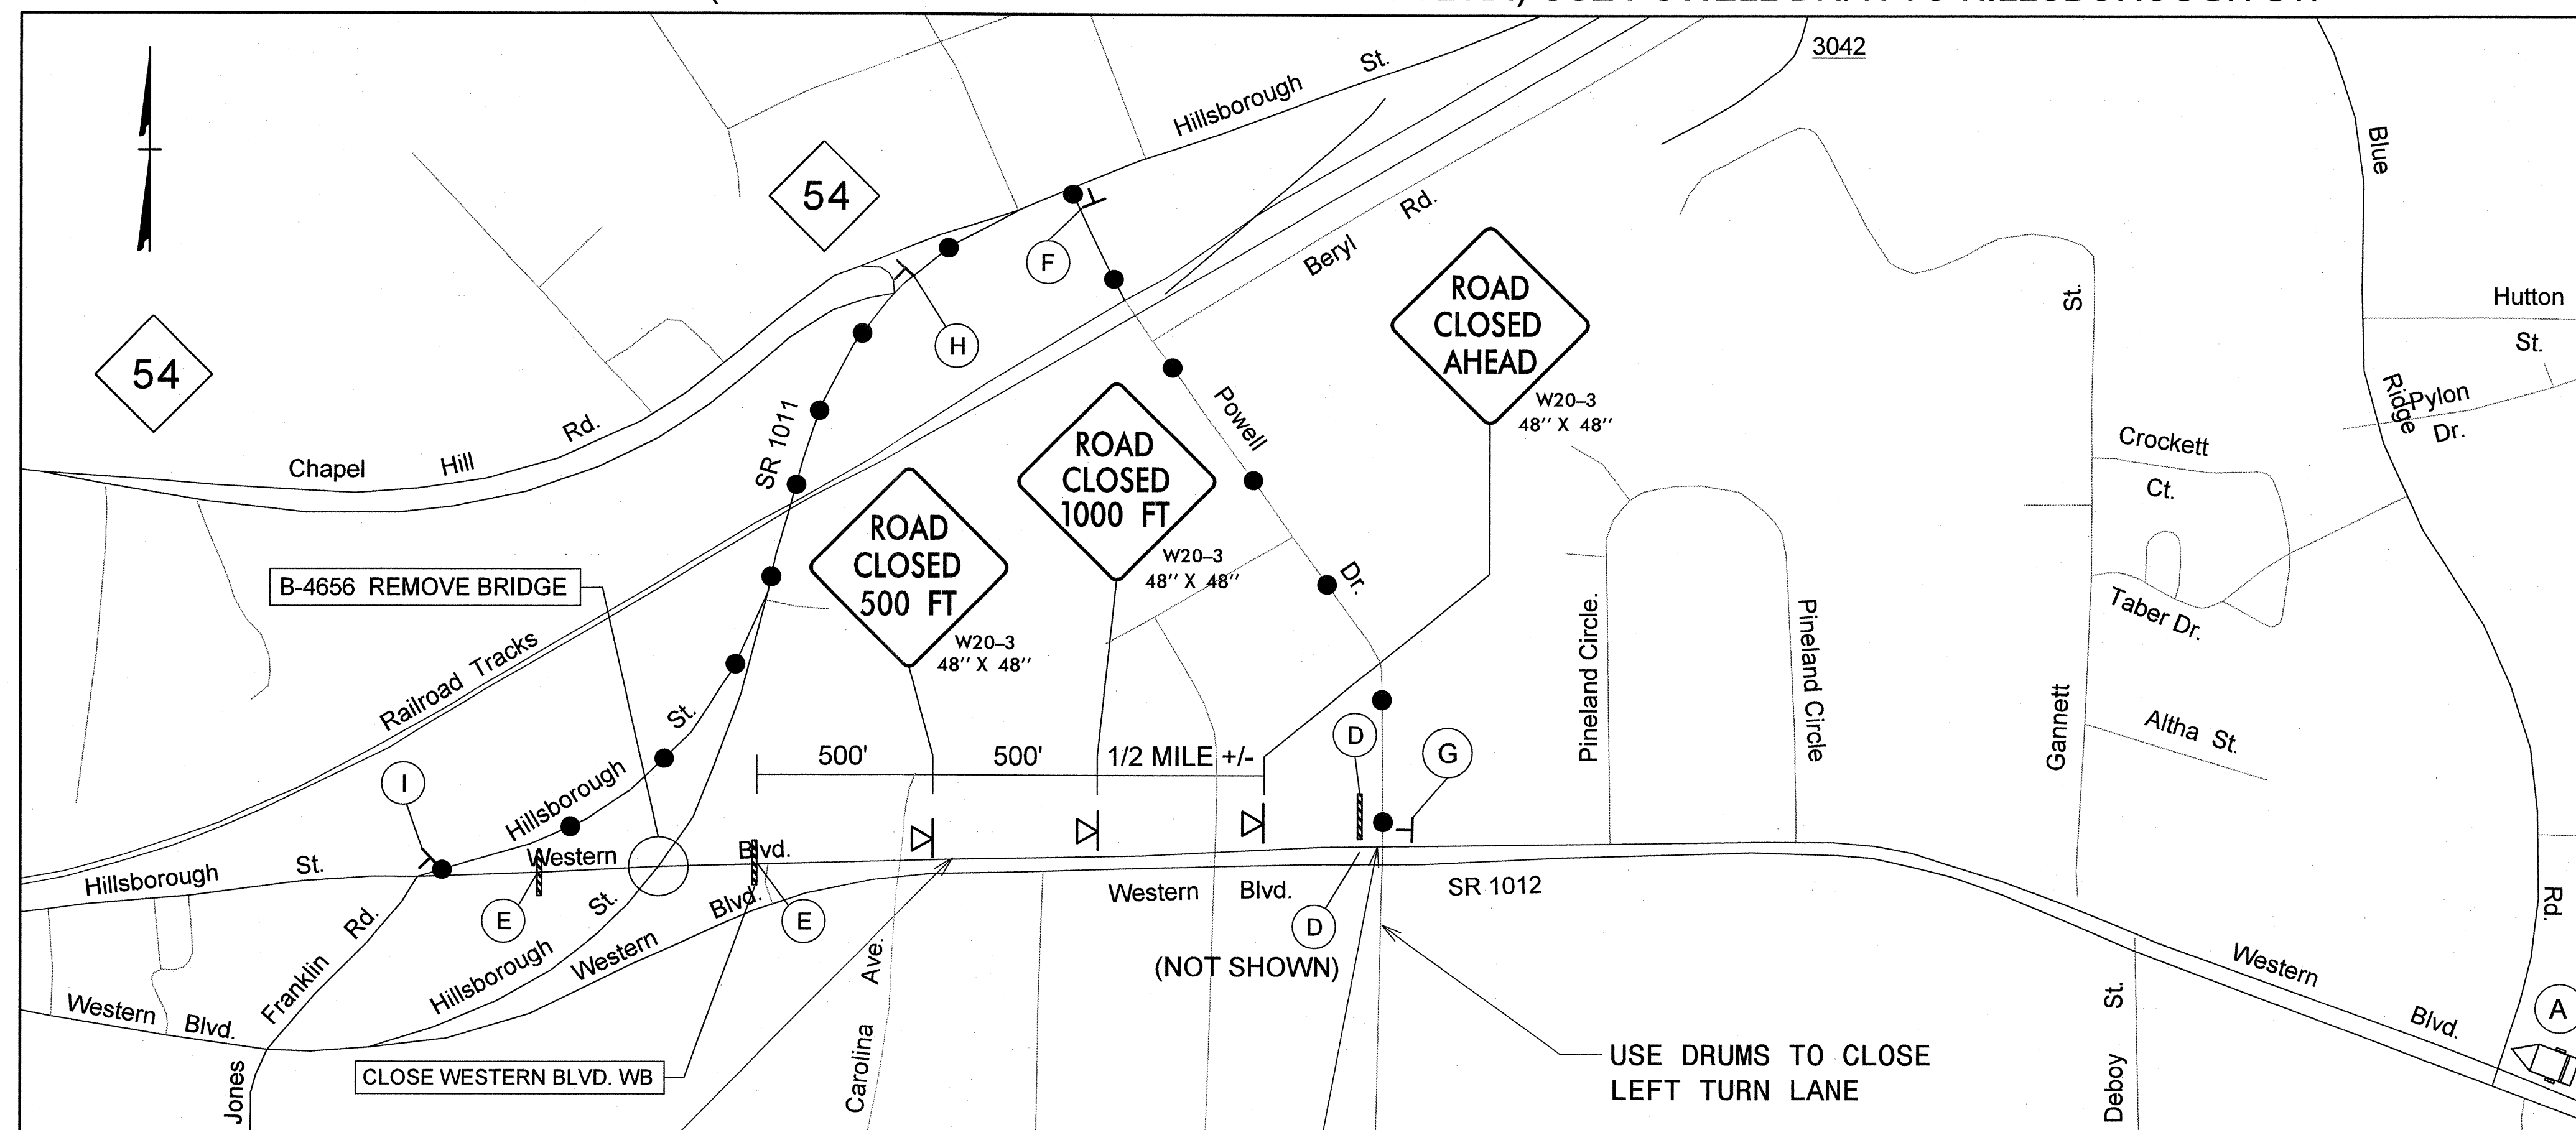 3042
Hillsborough St.
Blue
Ridge
Rd.
54
54
F
H
Beryl Rd.
ROAD
CLOSED
AHEAD
W20-3
48'' X 48''
St.
Hutton
St.
Pylon
Dr.
Crockett
Ct.
Taber Dr.
Gannett
Altha St.
Powell
Dr.
ROAD
CLOSED
1000 FT
W20-3
48'' X 48''
ROAD
CLOSED
500 FT
W20-3
48'' X 48''
SR 1011
Chapel Hill Rd.
B-4656 REMOVE BRIDGE
Railroad Tracks
Pineland Circle.
Pineland Circle
500'
500'
1/2 MILE +/-
D
G
I
Hillsborough St.
Western Blvd.
Hillsborough St.
E
E
Hillsborough St.
Western Blvd.
Western Blvd.
SR 1012
D
(NOT SHOWN)
Franklin Rd.
Western Blvd.
Jones
CLOSE WESTERN BLVD. WB
Carolina Ave.
USE DRUMS TO CLOSE
LEFT TURN LANE
Deboy St.
Western Blvd.
A